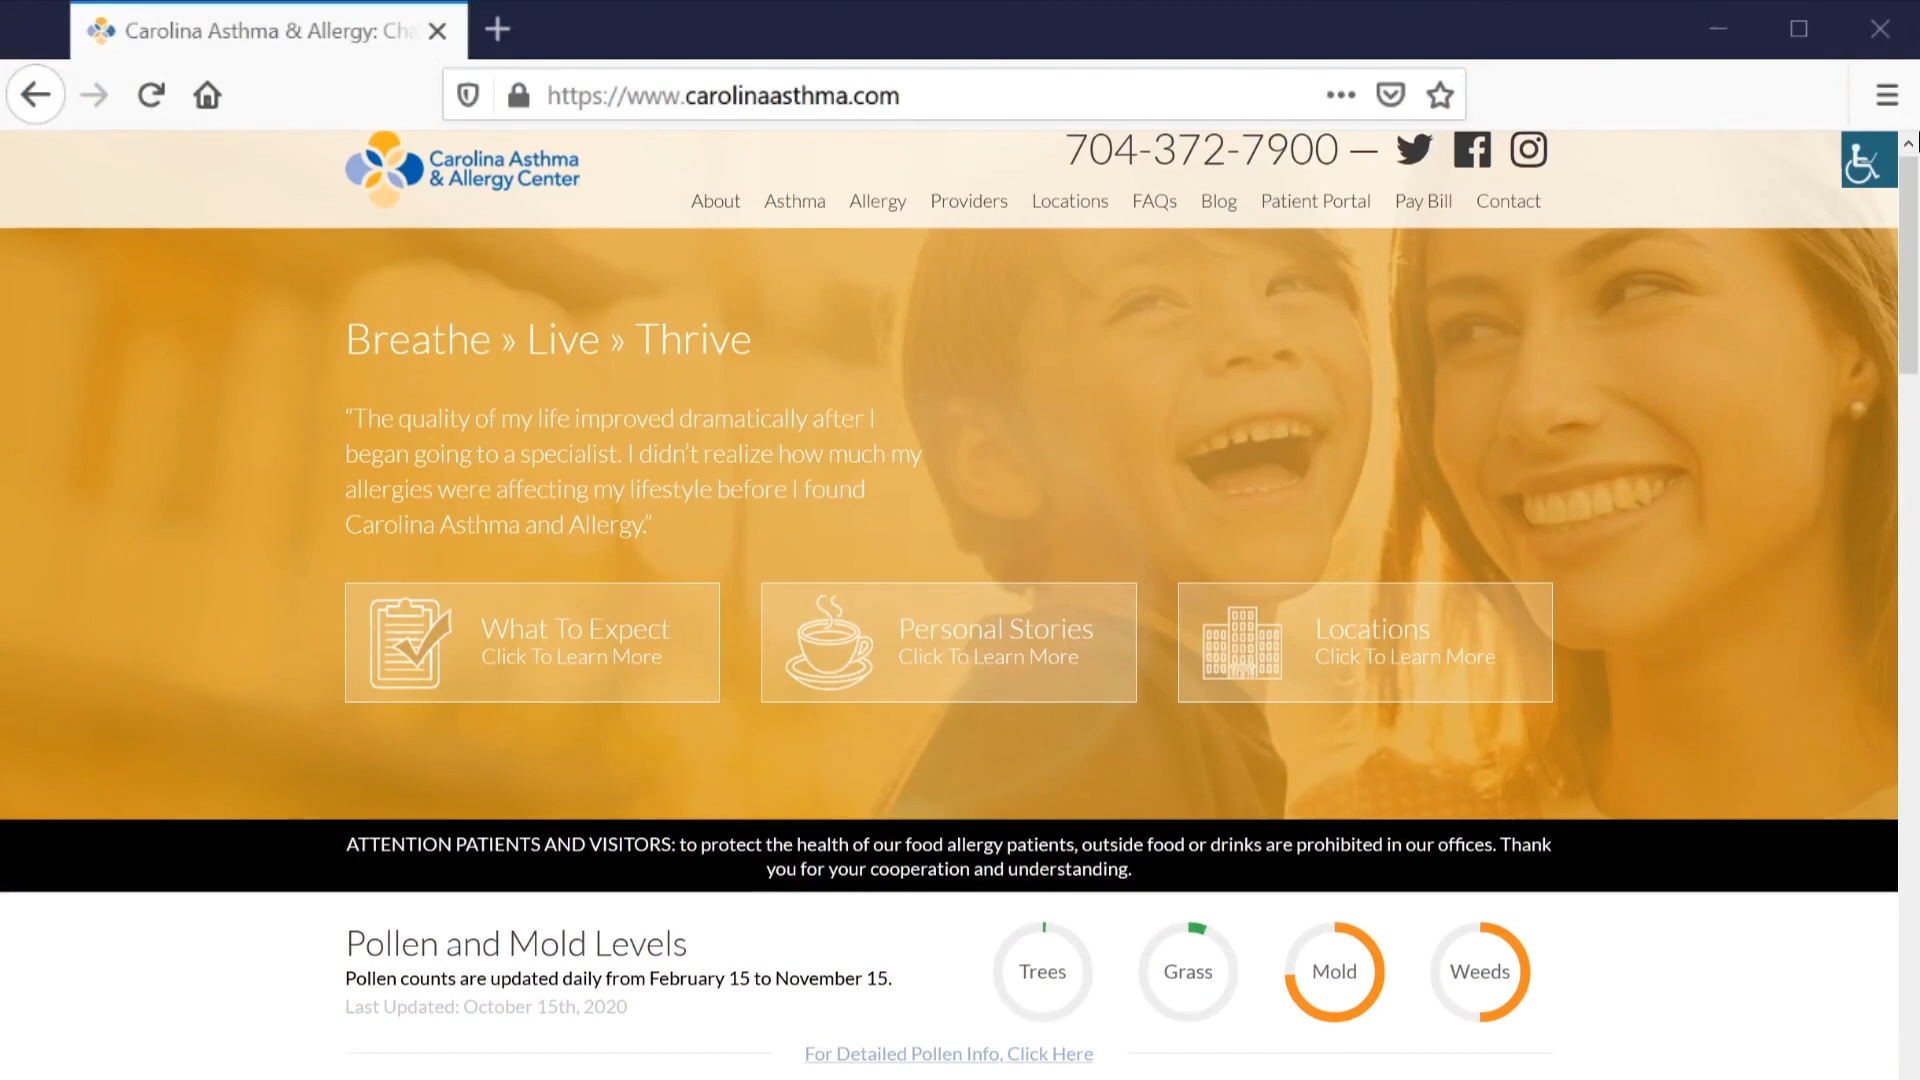 Carolina Asthma & Allergy: Cha
https://www.carolinaasthma.com
Carolina Asthma
& Allergy Center
704-372-7900 —
About Asthma Allergy Providers Locations FAQs Blog Patient Portal Pay Bill Contact
Breathe » Live » Thrive
“The quality of my life improved dramatically after I
began going to a specialist. I didn't realize how much my
allergies were affecting my lifestyle before I found
Carolina Asthma and Allergy.”
What To Expect
Click To Learn More
Personal Stories
Click To Learn More
Locations
Click To Learn More
ATTENTION PATIENTS AND VISITORS: to protect the health of our food allergy patients, outside food or drinks are prohibited in our offices. Thank
you for your cooperation and understanding.
Pollen and Mold Levels
Pollen counts are updated daily from February 15 to November 15.
Last Updated: October 15th, 2020
Trees Grass Mold Weeds
For Detailed Pollen Info, Click Here